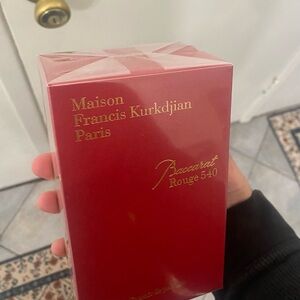 Maison
Francis Kurkdjian
Paris
Baccarat
Rouge 540